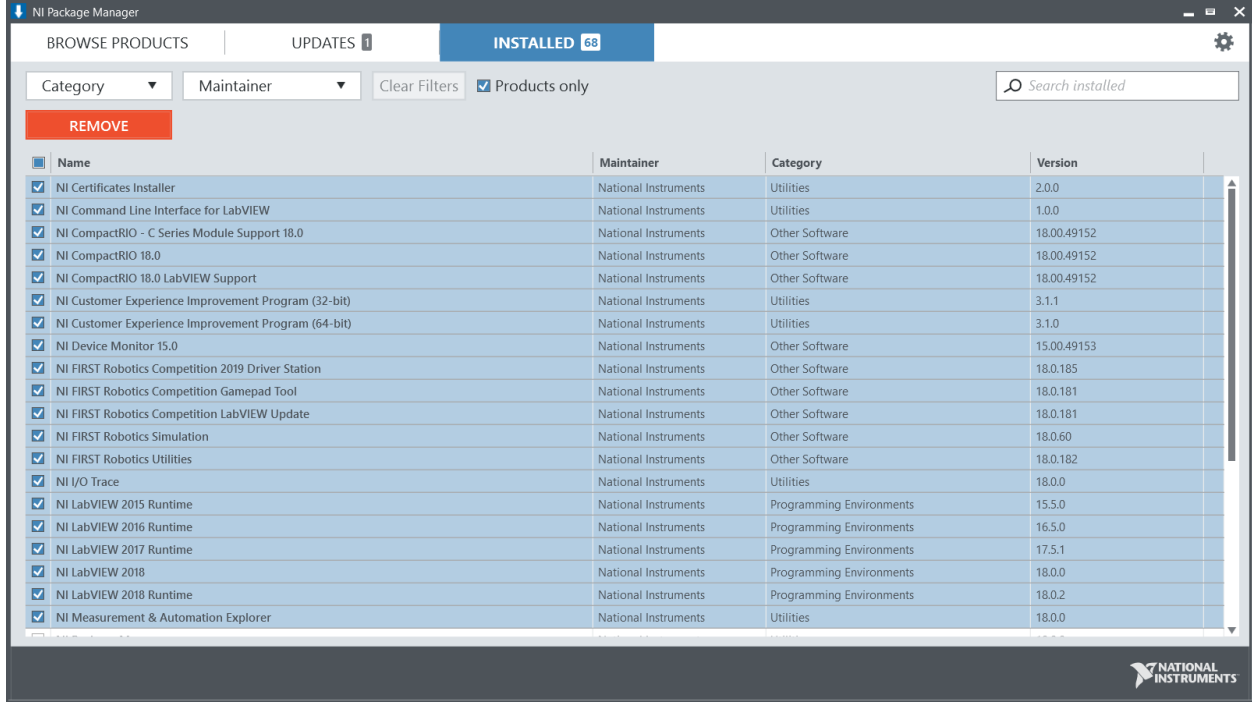 NI Package Manager
BROWSE PRODUCTS UPDATES 1 INSTALLED 68
Category Maintainer Clear Filters Products only Search installed
REMOVE
Name Maintainer Category Version
NI Certificates Installer National Instruments Utilities 2.0.0
NI Command Line Interface for LabVIEW National Instruments Utilities 1.0.0
NI CompactRIO - C Series Module Support 18.0 National Instruments Other Software 18.00.49152
NI CompactRIO 18.0 National Instruments Other Software 18.00.49152
NI CompactRIO 18.0 LabVIEW Support National Instruments Other Software 18.00.49152
NI Customer Experience Improvement Program (32-bit) National Instruments Utilities 3.1.1
NI Customer Experience Improvement Program (64-bit) National Instruments Utilities 3.1.0
NI Device Monitor 15.0 National Instruments Other Software 15.00.49153
NI FIRST Robotics Competition 2019 Driver Station National Instruments Other Software 18.0.185
NI FIRST Robotics Competition Gamepad Tool National Instruments Other Software 18.0.181
NI FIRST Robotics Competition LabVIEW Update National Instruments Other Software 18.0.181
NI FIRST Robotics Simulation National Instruments Other Software 18.0.60
NI FIRST Robotics Utilities National Instruments Other Software 18.0.182
NI I/O Trace National Instruments Utilities 18.0.0
NI LabVIEW 2015 Runtime National Instruments Programming Environments 15.5.0
NI LabVIEW 2016 Runtime National Instruments Programming Environments 16.5.0
NI LabVIEW 2017 Runtime National Instruments Programming Environments 17.5.1
NI LabVIEW 2018 National Instruments Programming Environments 18.0.0
NI LabVIEW 2018 Runtime National Instruments Programming Environments 18.0.2
NI Measurement & Automation Explorer National Instruments Utilities 18.0.0
NATIONAL
INSTRUMENTS